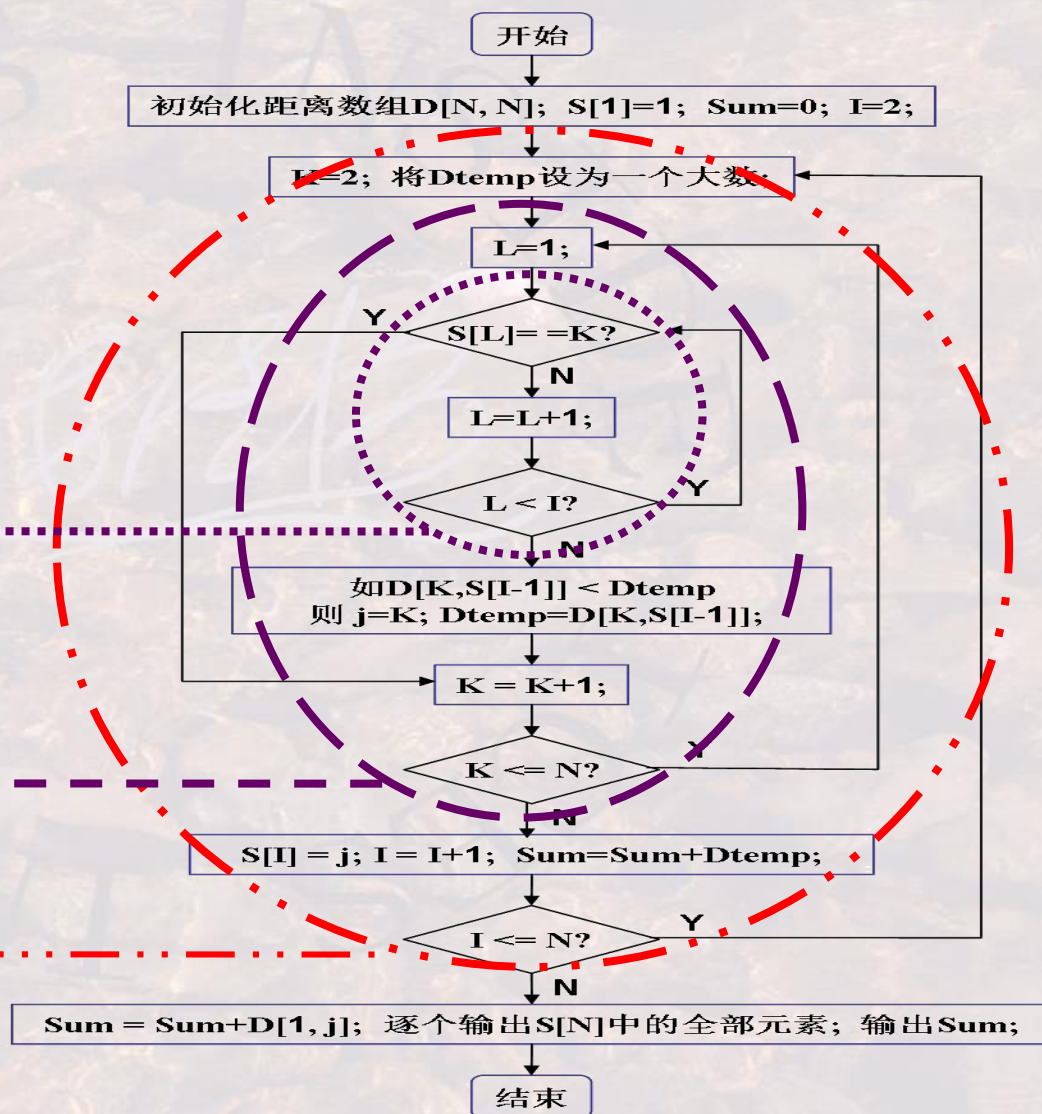 开始
初始化距离数组D[N, N]; S[1]=1; Sum=0; I=2;
K=2; 将Dtemp设为一个大数;
L=1;
Y
S[L]= =K?
N
L=L+1;
L < I?
Y
N
如D[K,S[I-1]] < Dtemp
则 j=K; Dtemp=D[K,S[I-1]];
K = K+1;
K <= N?
Y
N
S[I] = j; I = I+1; Sum=Sum+Dtemp;
I <= N?
Y
N
Sum = Sum+D[1, j]; 逐个输出S[N]中的全部元素; 输出Sum;
结束